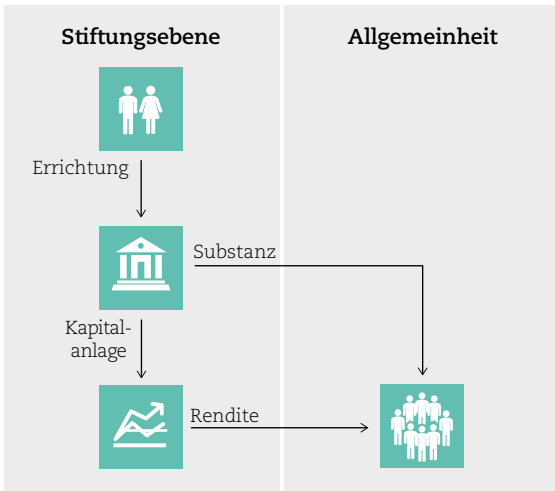 Stiftungsebene
Allgemeinheit
Errichtung
Substanz
Kapital-
anlage
Rendite